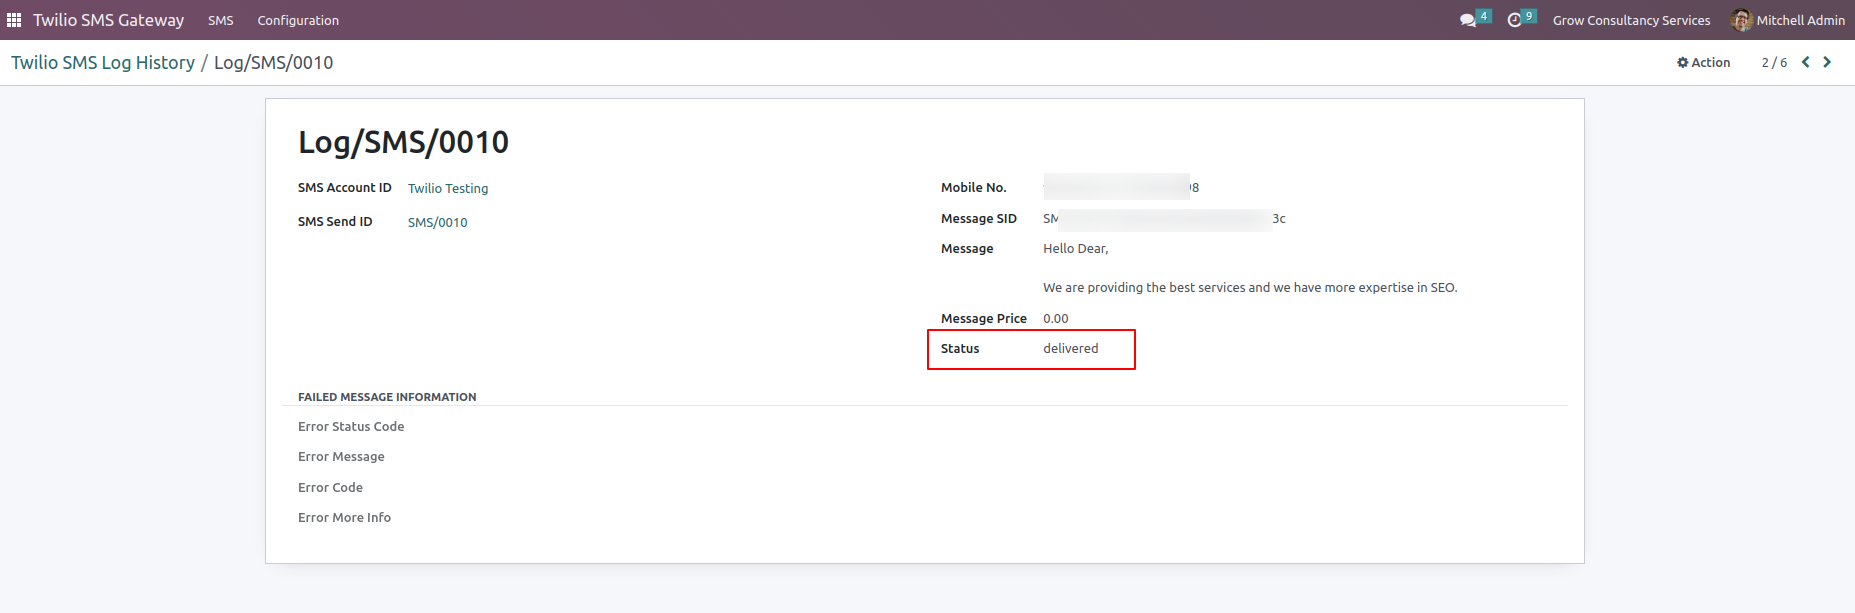 Twilio SMS Gateway SMS Configuration 4 9 Grow Consultancy Services Mitchell Admin
Twilio SMS Log History / Log/SMS/0010 Action 2 / 6
Log/SMS/0010
SMS Account ID Twilio Testing
SMS Send ID SMS/0010
Mobile No. 8
Message SID SM 3c
Message Hello Dear,
We are providing the best services and we have more expertise in SEO.
Message Price 0.00
Status delivered
FAILED MESSAGE INFORMATION
Error Status Code
Error Message
Error Code
Error More Info